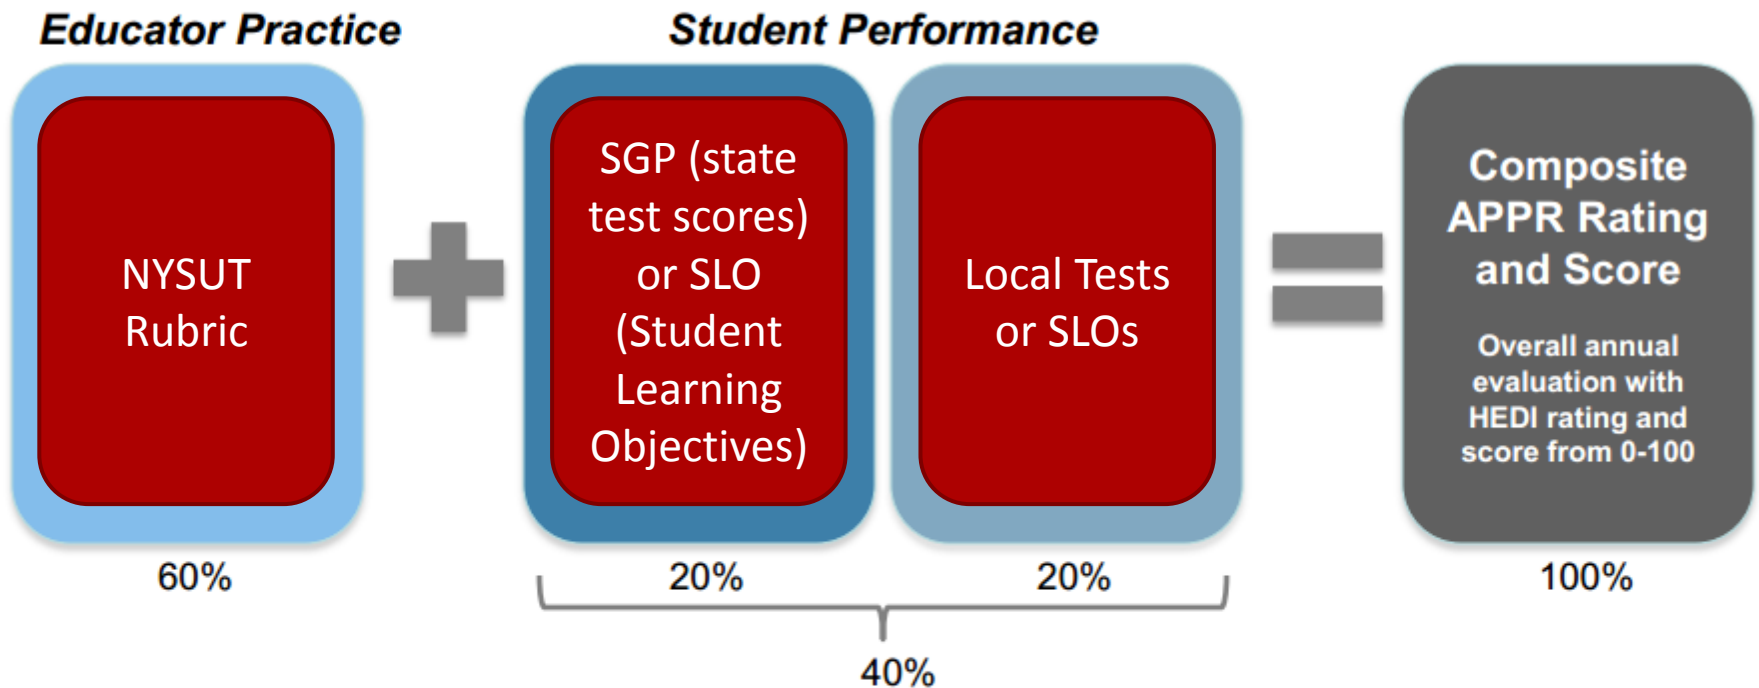 Educator Practice
Student Performance
NYSUT
Rubric
SGP (state
test scores)
or SLO
(Student
Learning
Objectives)
Local Tests
or SLOs
Composite
APPR Rating
and Score
Overall annual
evaluation with
HEDI rating and
score from 0-100
60%
20%
20%
100%
40%